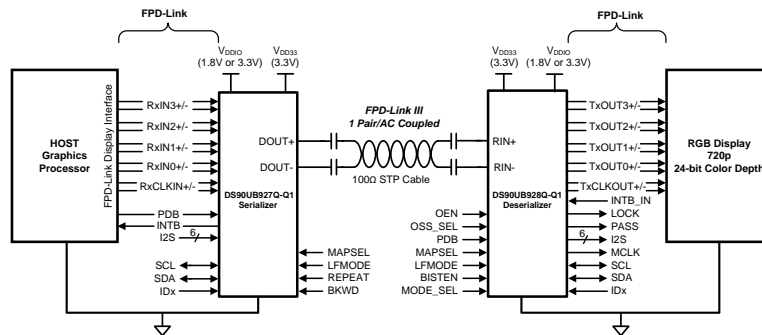 FPD-Link
FPD-Link
VDDIO
(1.8V or 3.3V)
VDD33
(3.3V)
VDD33
(3.3V)
VDDIO
(1.8V or 3.3V)
HOST
Graphics
Processor
FPD-Link Display Interface
RxIN3+/-
RxIN2+/-
RxIN1+/-
RxIN0+/-
RxCLKIN+/-
PDB
INTB
I2S
6
SCL
SDA
IDx
DS90UB927Q-Q1
Serializer
DOUT+
DOUT-
MAPSEL
LFMODE
REPEAT
BKWD
FPD-Link III
1 Pair/AC Coupled
100Ω STP Cable
RIN+
RIN-
DS90UB928Q-Q1
Deserializer
OEN
OSS_SEL
PDB
MAPSEL
LFMODE
BISTEN
MODE_SEL
TxOUT3+/-
TxOUT2+/-
TxOUT1+/-
TxOUT0+/-
TxCLKOUT+/-
INTB_IN
LOCK
PASS
6
I2S
MCLK
SCL
SDA
IDx
RGB Display
720p
24-bit Color Depth